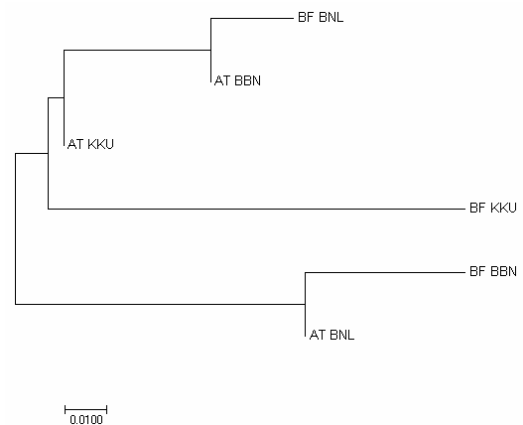 BF BNL
AT BBN
AT KKU
BF KKU
BF BBN
AT BNL
0.0100